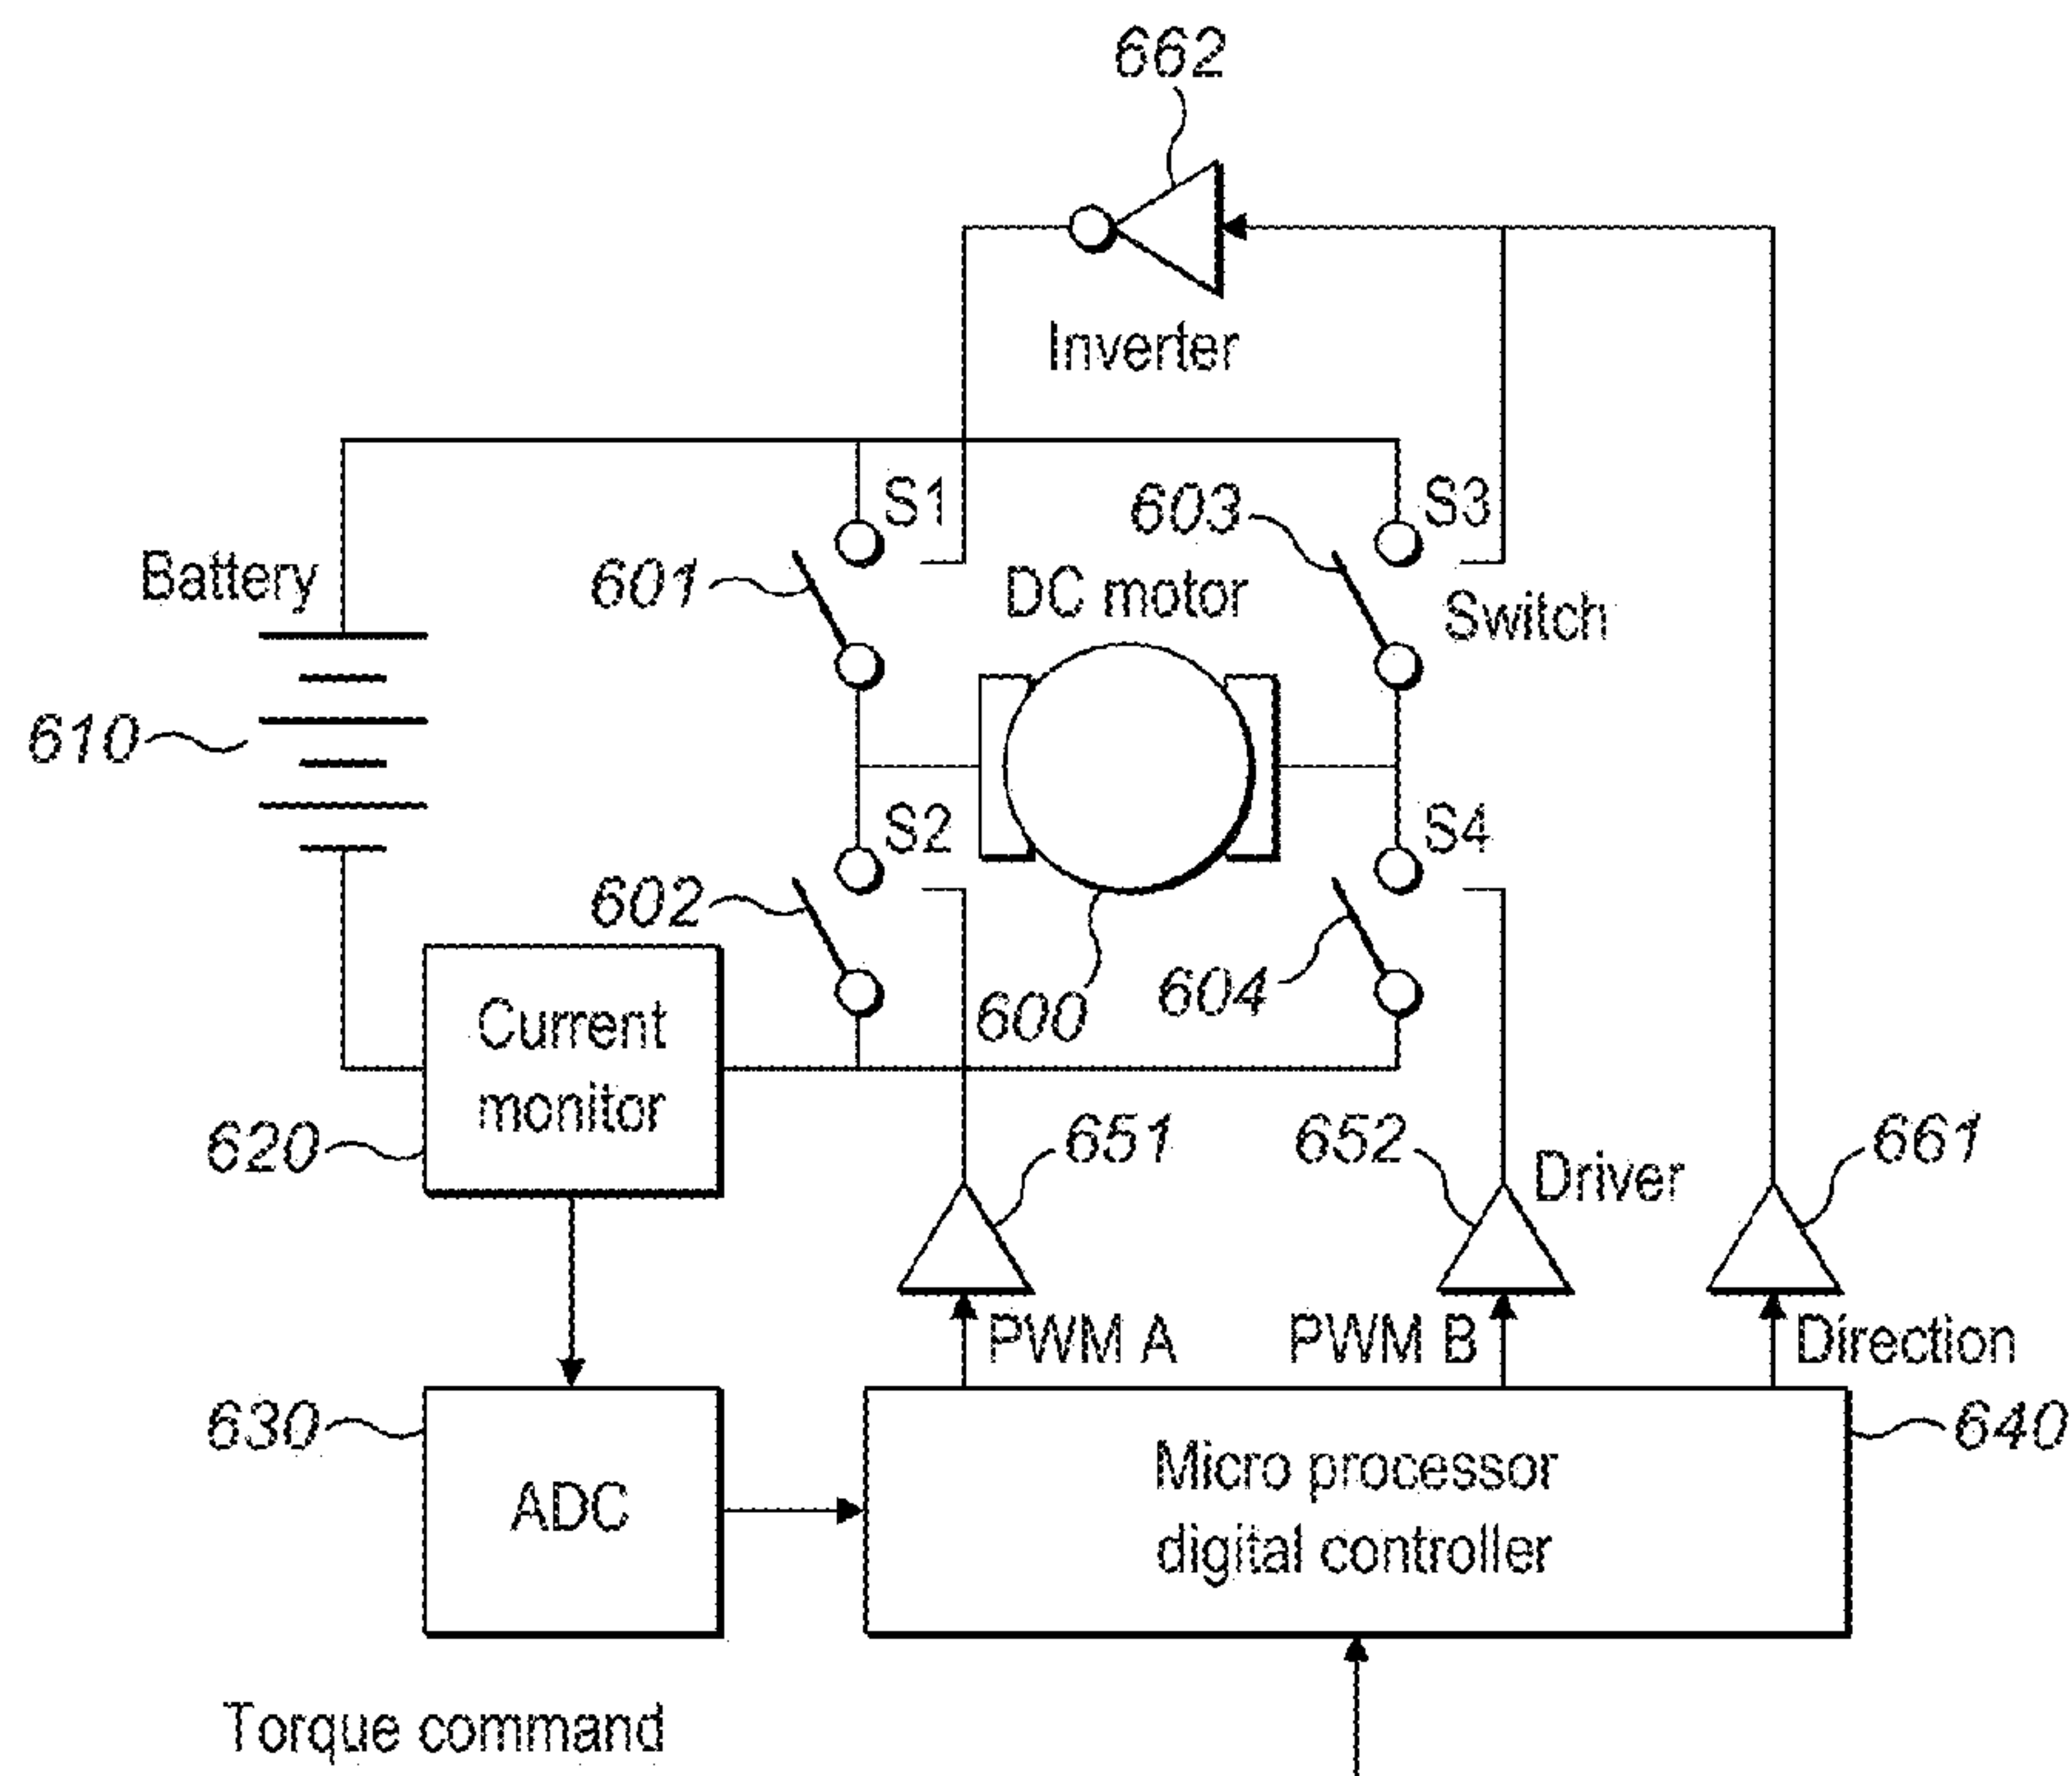 662
Inverter
S1
603
S3
Battery
601
DC motor
Switch
610
S2
S4
602
600
604
Current
monitor
620
651
652
Driver
661
PWM A
PWM B
Direction
630
ADC
Micro processor
digital controller
640
Torque command